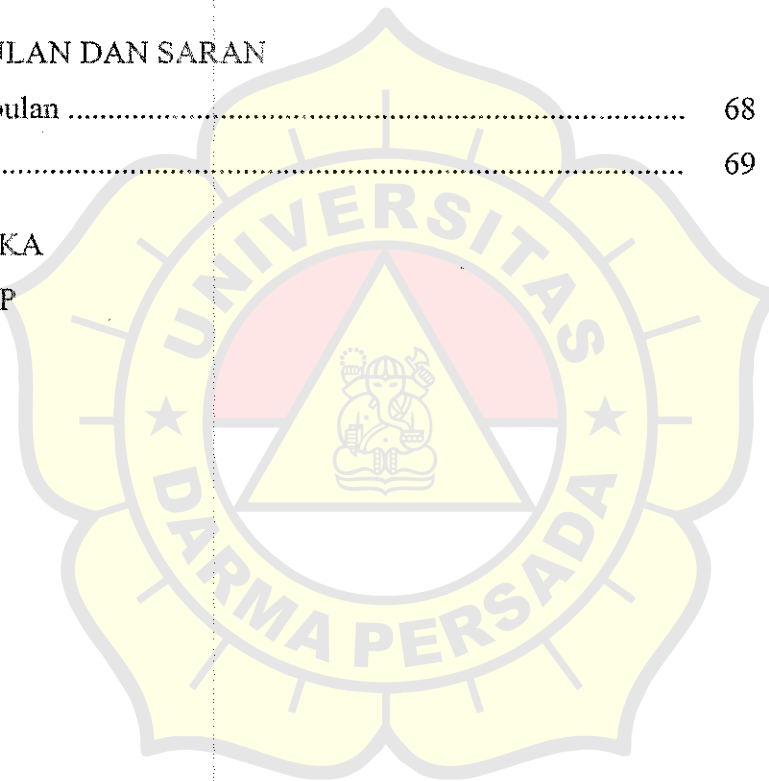 ULAN DAN SARAN
pulan ........................................................................ 68
........................................................................ 69
KA
P
UNIVERSITAS
DARMA PERSADA